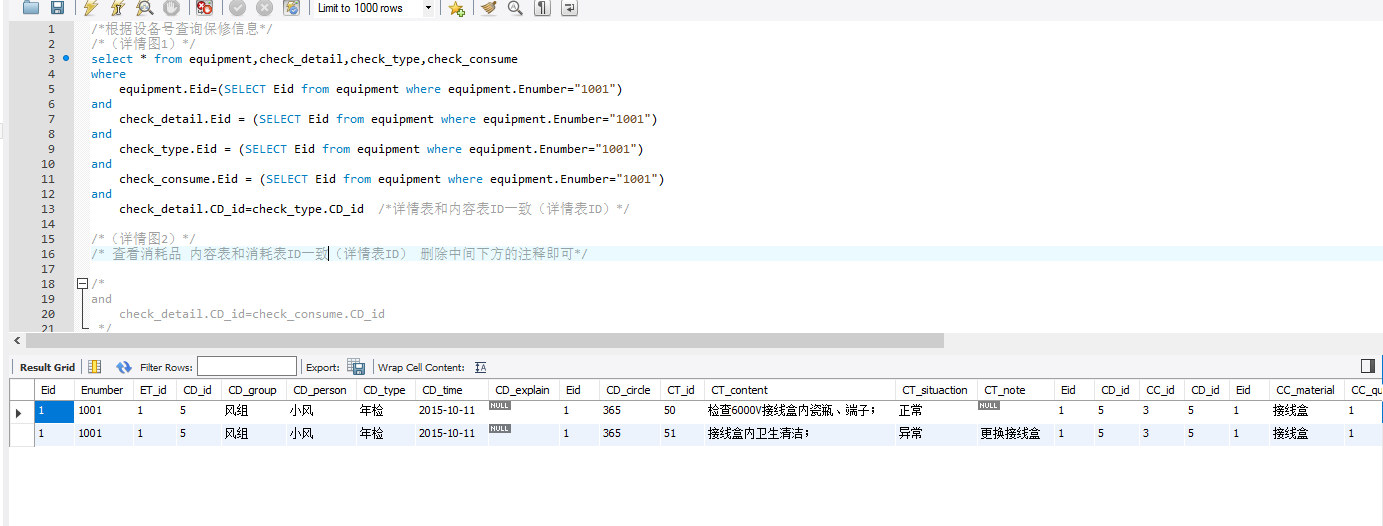 Limit to 1000 rows
1 /*根据设备号查询保修信息*/
2 /*（详情图1）*/
3 select * from equipment,check_detail,check_type,check_consume
4 where
5 equipment.Eid=(SELECT Eid from equipment where equipment.Enumber="1001")
6 and
7 check_detail.Eid = (SELECT Eid from equipment where equipment.Enumber="1001")
8 and
9 check_type.Eid = (SELECT Eid from equipment where equipment.Enumber="1001")
10 and
11 check_consume.Eid = (SELECT Eid from equipment where equipment.Enumber="1001")
12 and
13 check_detail.CD_id=check_type.CD_id /*详情表和内容表ID一致（详情表ID）*/
14
15 /*（详情图2）*/
16 /* 查看消耗品 内容表和消耗表ID一致（详情表ID） 删除中间下方的注释即可*/
17
18 /*
19 and
20 check_detail.CD_id=check_consume.CD_id
21 */
Result Grid Filter Rows: Export: Wrap Cell Content:
Eid Enumber ET_id CD_id CD_group CD_person CD_type CD_time CD_explain Eid CD_circle CT_id CT_content CT_situaction CT_note Eid CD_id CC_id CD_id Eid CC_material CC_qu
1 1001 1 5 风组 小风 年检 2015-10-11 NULL 1 365 50 检查6000V接线盒内瓷瓶、端子； 正常 NULL 1 5 3 5 1 接线盒 1
1 1001 1 5 风组 小风 年检 2015-10-11 NULL 1 365 51 接线盒内卫生清洁； 异常 更换接线盒 1 5 3 5 1 接线盒 1